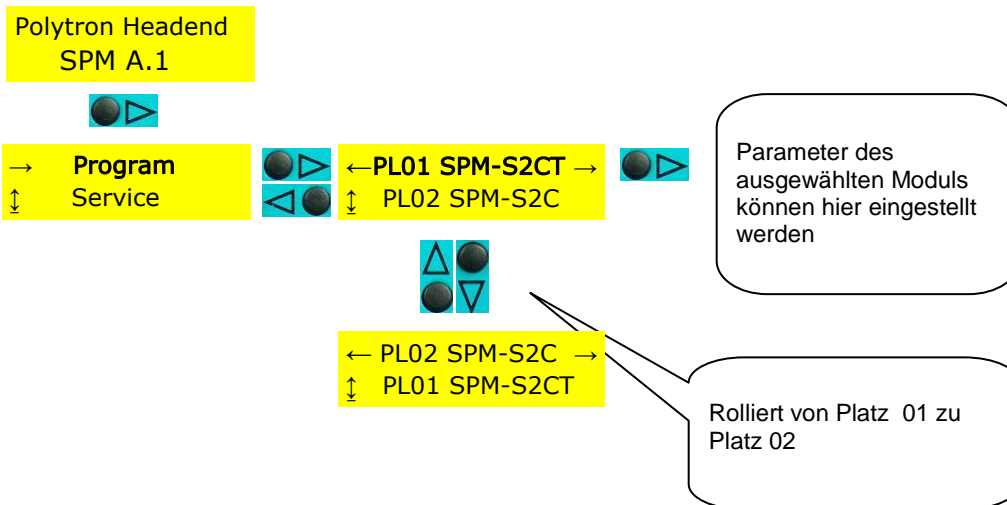 Polytron Headend
SPM A.1
→ Program
↕ Service
←PL01 SPM-S2CT →
↕ PL02 SPM-S2C
Parameter des
ausgewählten Moduls
können hier eingestellt
werden
← PL02 SPM-S2C →
↕ PL01 SPM-S2CT
Rolliert von Platz 01 zu
Platz 02